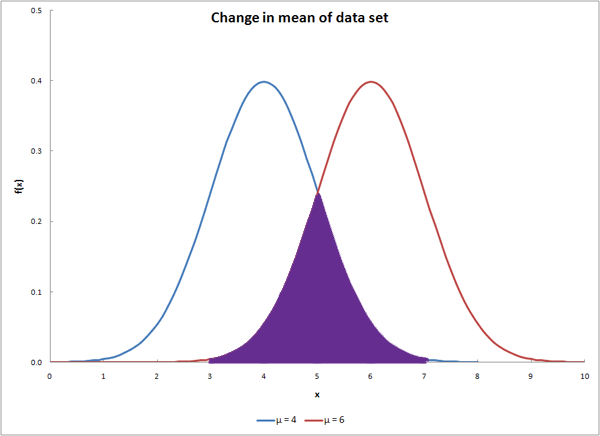 Change in mean of data set
0.5
0.4
0.3
0.2
0.1
0.0
f(x)
0 1 2 3 4 5 6 7 8 9 10
x
μ = 4 μ = 6